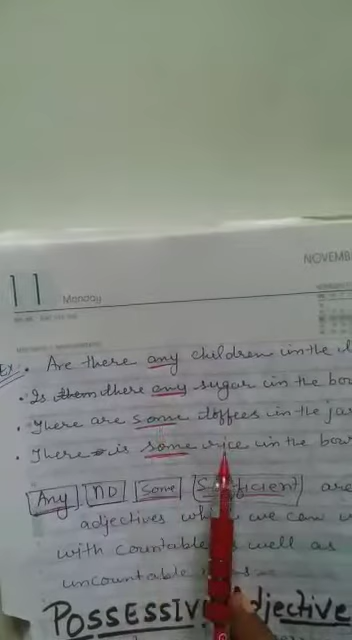 11 Monday NOVEMB
Ex. • Are there any children in the
• Is there any sugar in the bow
• There are some toffees in the jar
• There is some rice in the bow
Any no some Sufficient are
adjectives we can
with countable well as
uncountable
POSSESSIV djective